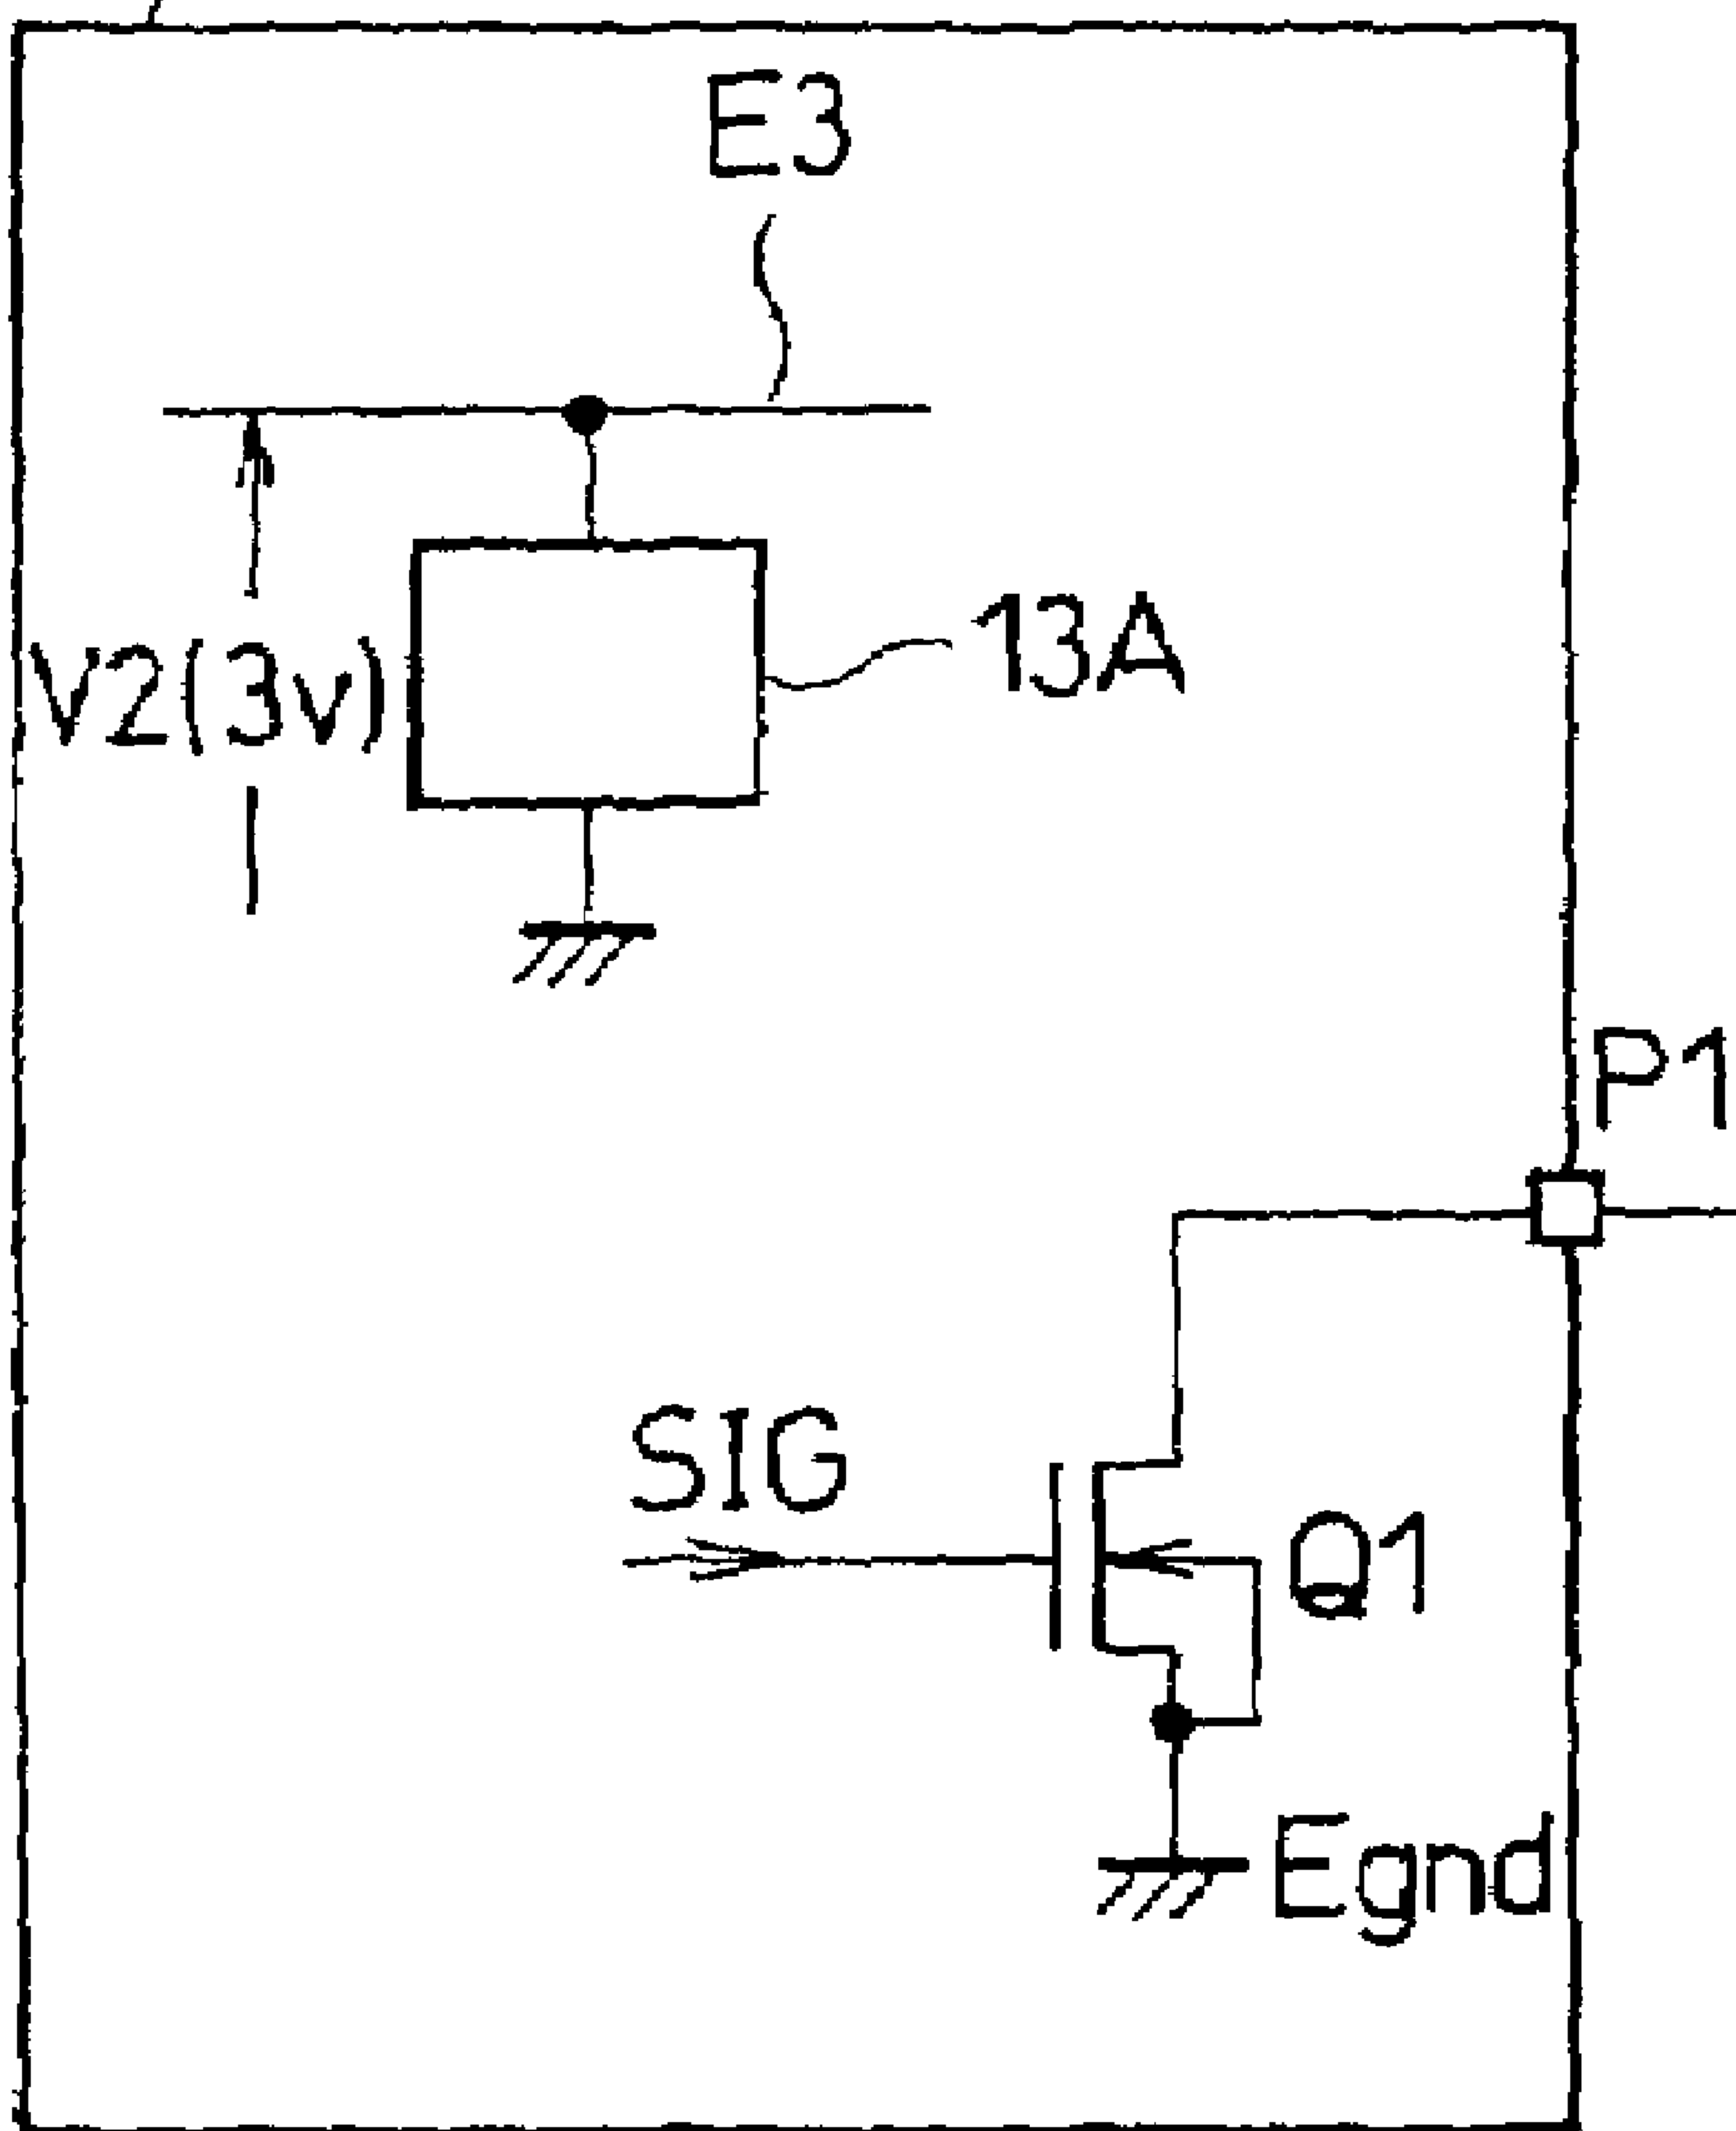 E3
V2(3v)
13A
P1
SIG
Q1
Egnd